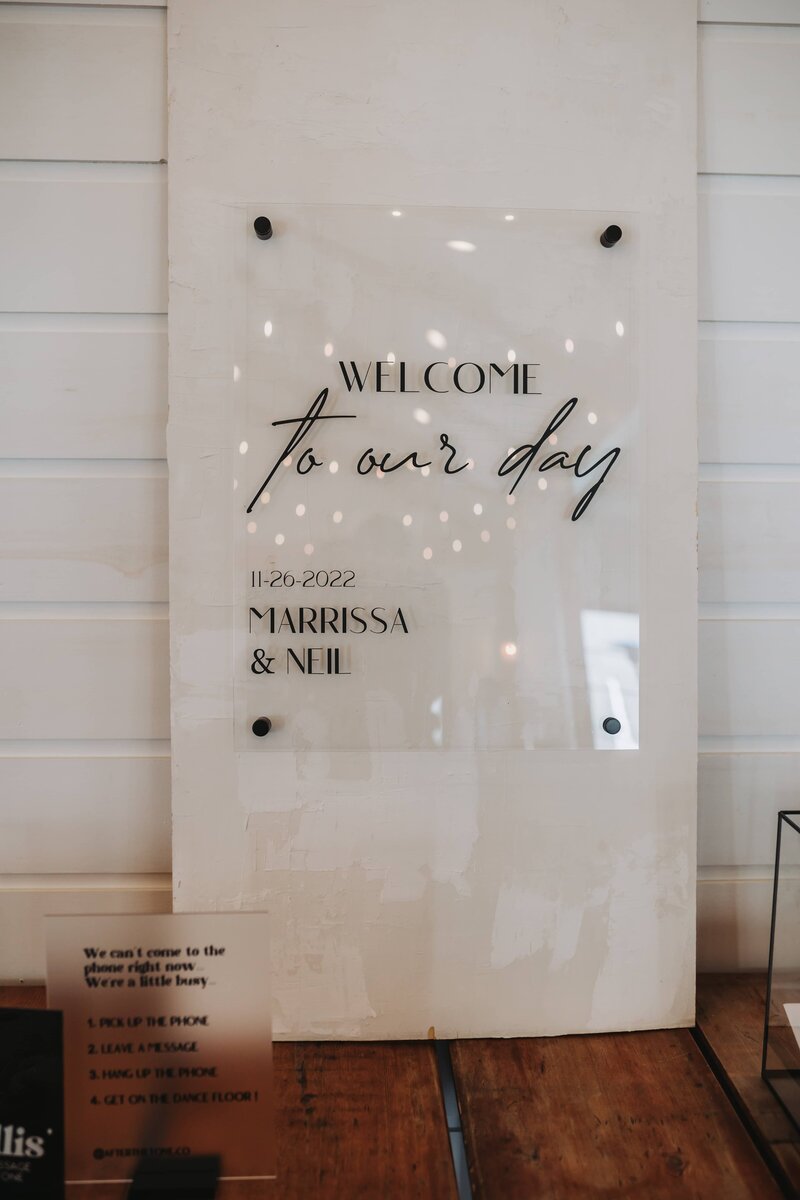 WELCOME
to our day
11-26-2022
MARRISSA
& NEIL
We can't come to the
phone right now...
We're a little busy...
1. PICK UP THE PHONE
2. LEAVE A MESSAGE
3. HANG UP THE PHONE
4. GET ON THE DANCE FLOOR!
@AFTERTHETONE.CO